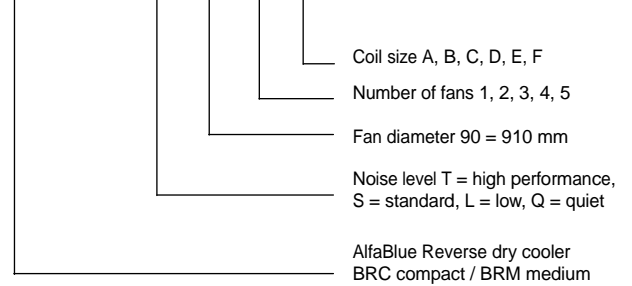 Coil size A, B, C, D, E, F
Number of fans 1, 2, 3, 4, 5
Fan diameter 90 = 910 mm
Noise level T = high performance,
S = standard, L = low, Q = quiet
AlfaBlue Reverse dry cooler
BRC compact / BRM medium